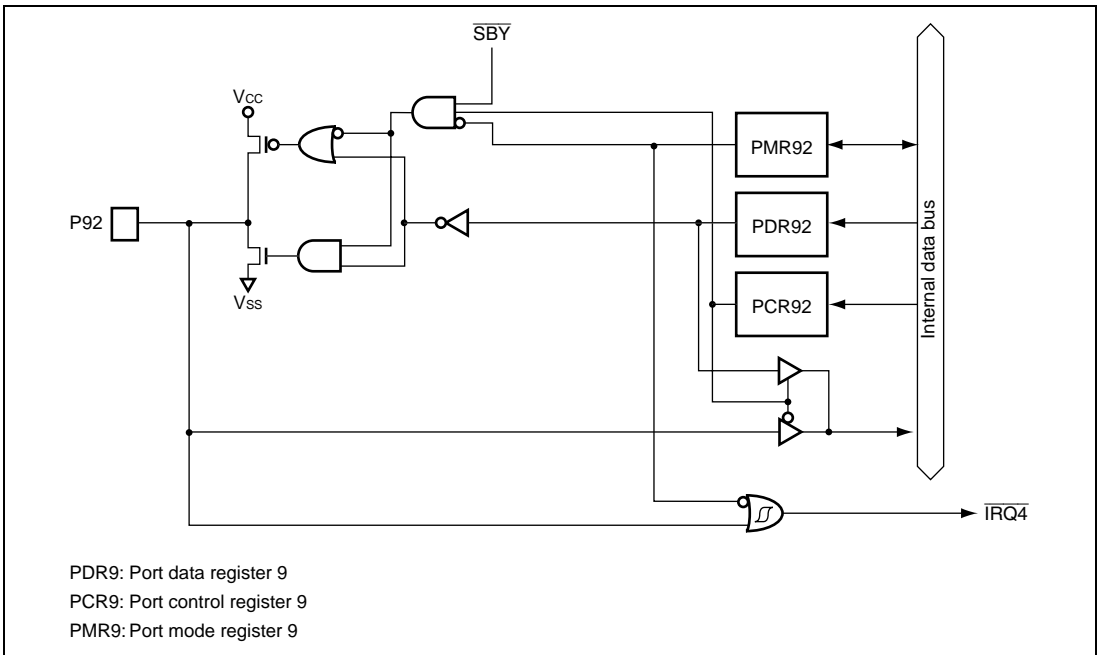 SBY
VCC
PMR92
P92
PDR92
VSS
PCR92
Internal data bus
IRQ4
PDR9: Port data register 9
PCR9: Port control register 9
PMR9: Port mode register 9